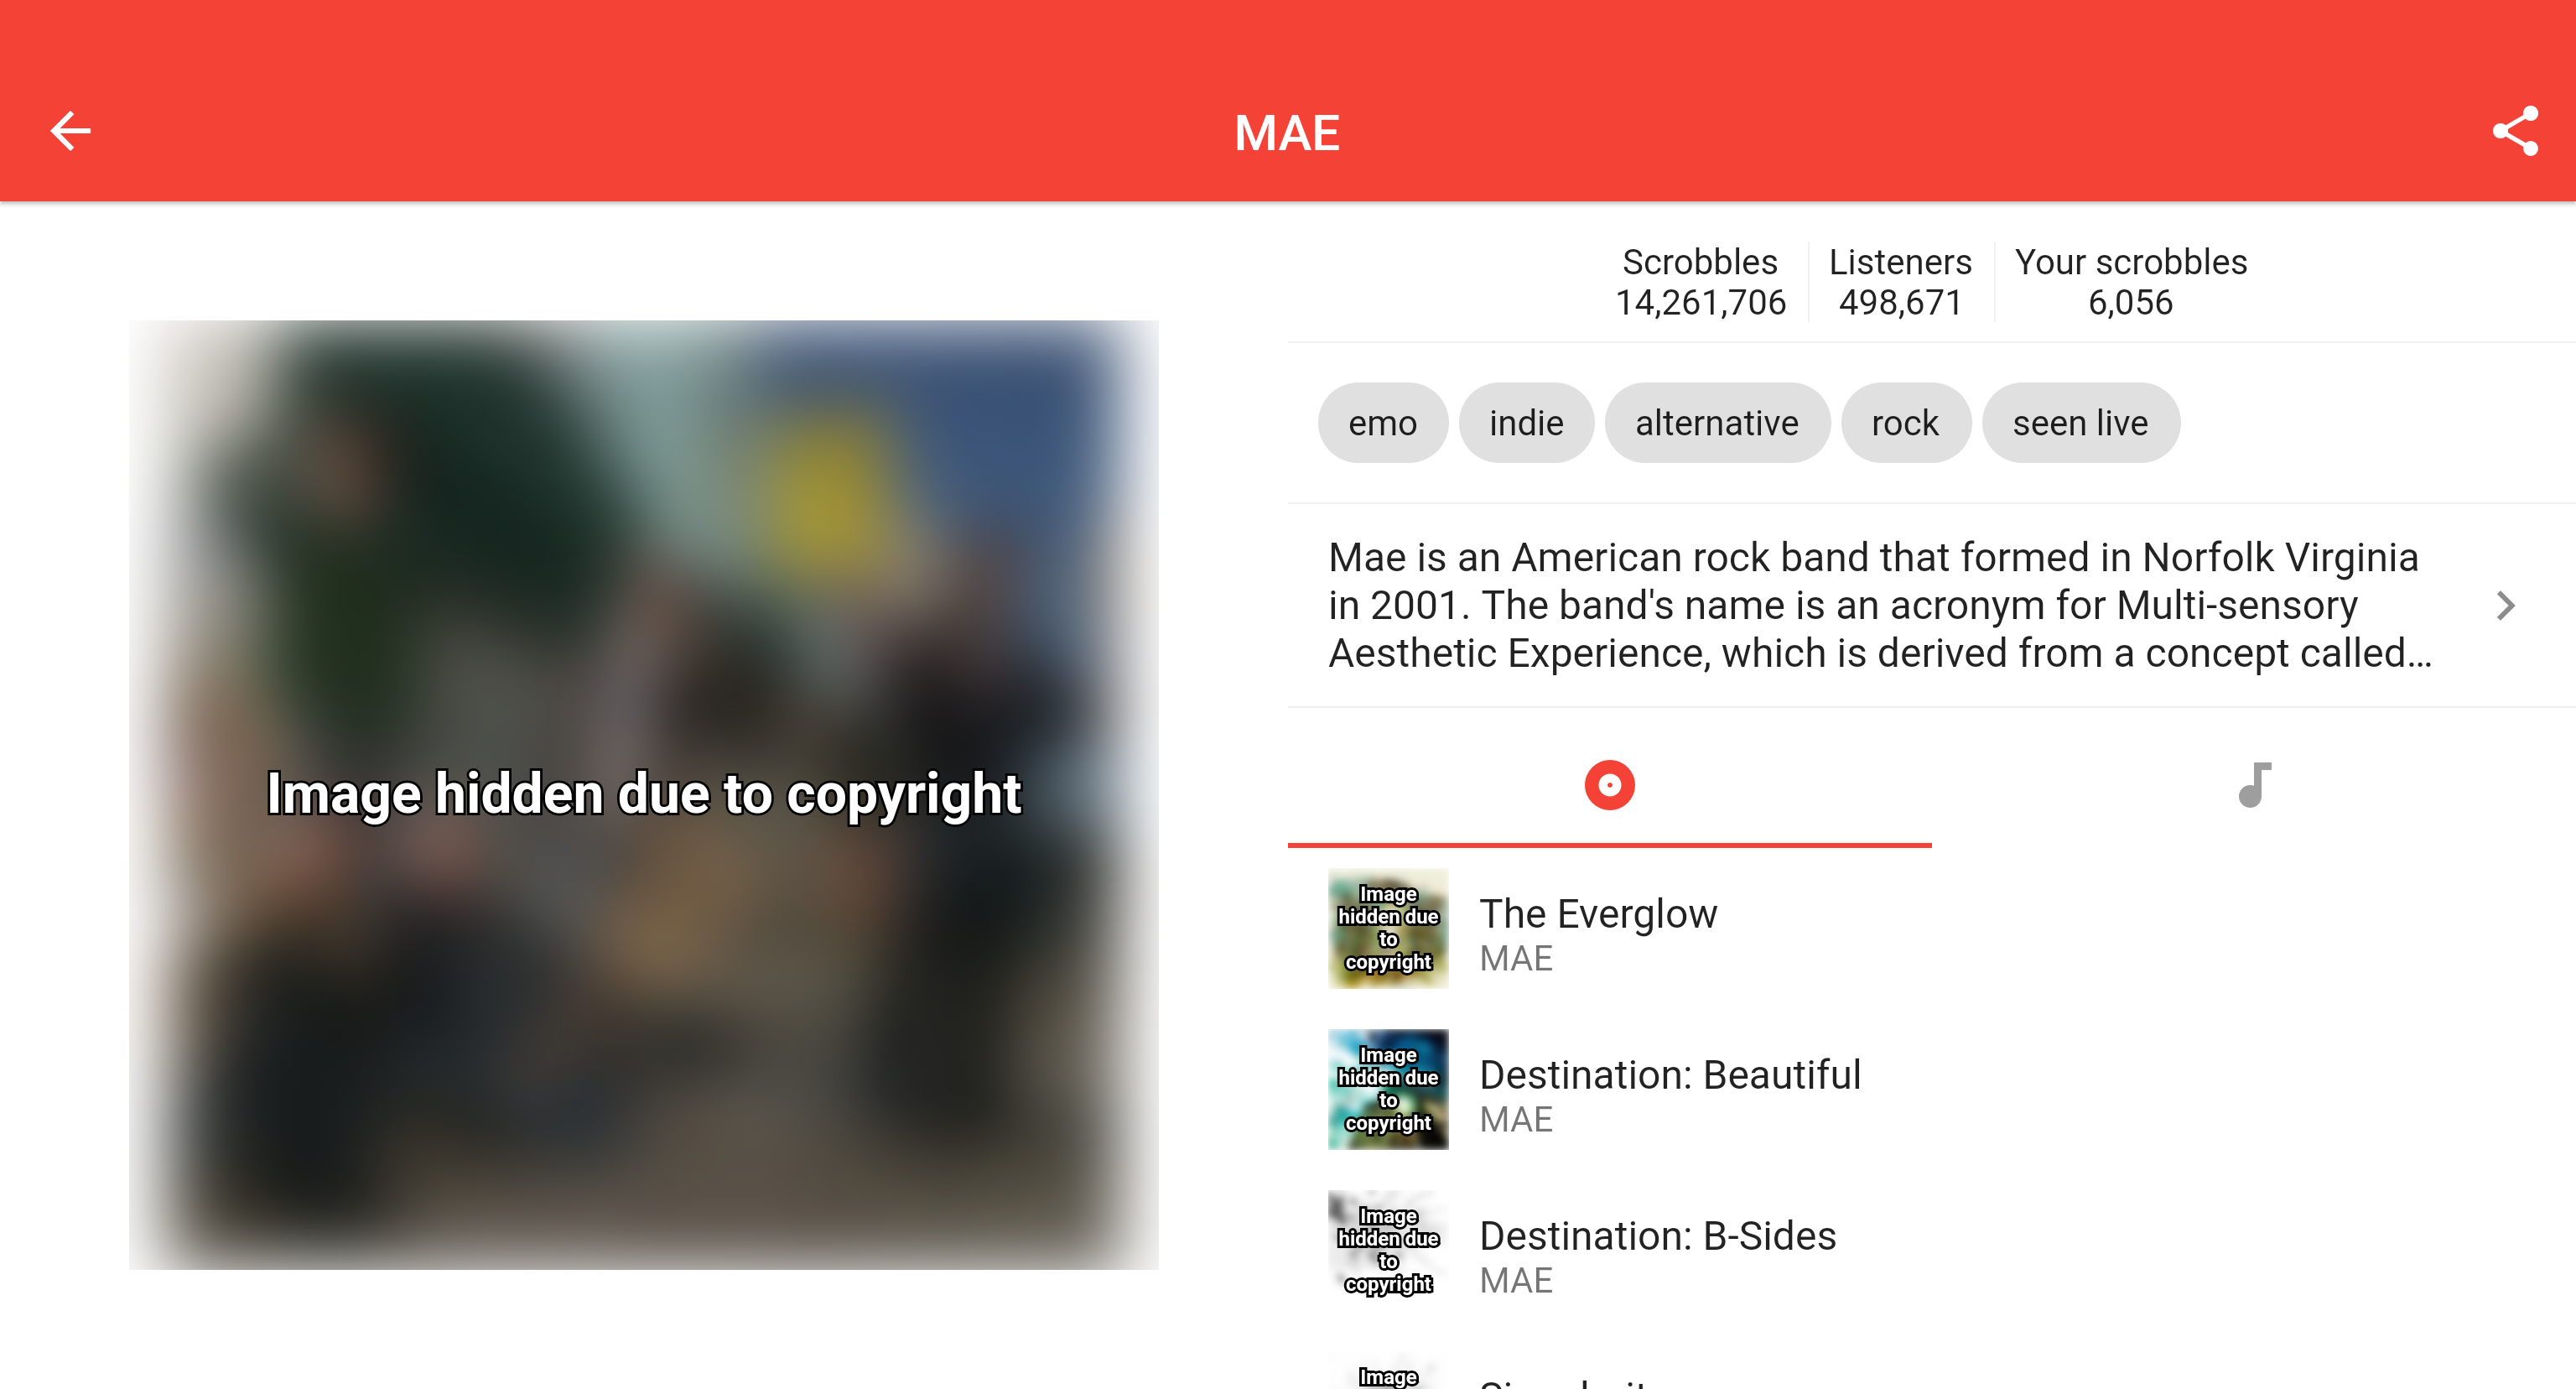 MAE
Scrobbles
14,261,706
Listeners
498,671
Your scrobbles
6,056
emo
indie
alternative
rock
seen live
Mae is an American rock band that formed in Norfolk Virginia
in 2001. The band's name is an acronym for Multi-sensory
Aesthetic Experience, which is derived from a concept called…
Image hidden due to copyright
Image
hidden due
to
copyright
The Everglow
MAE
Image
hidden due
to
copyright
Destination: Beautiful
MAE
Image
hidden due
to
copyright
Destination: B-Sides
MAE
Image